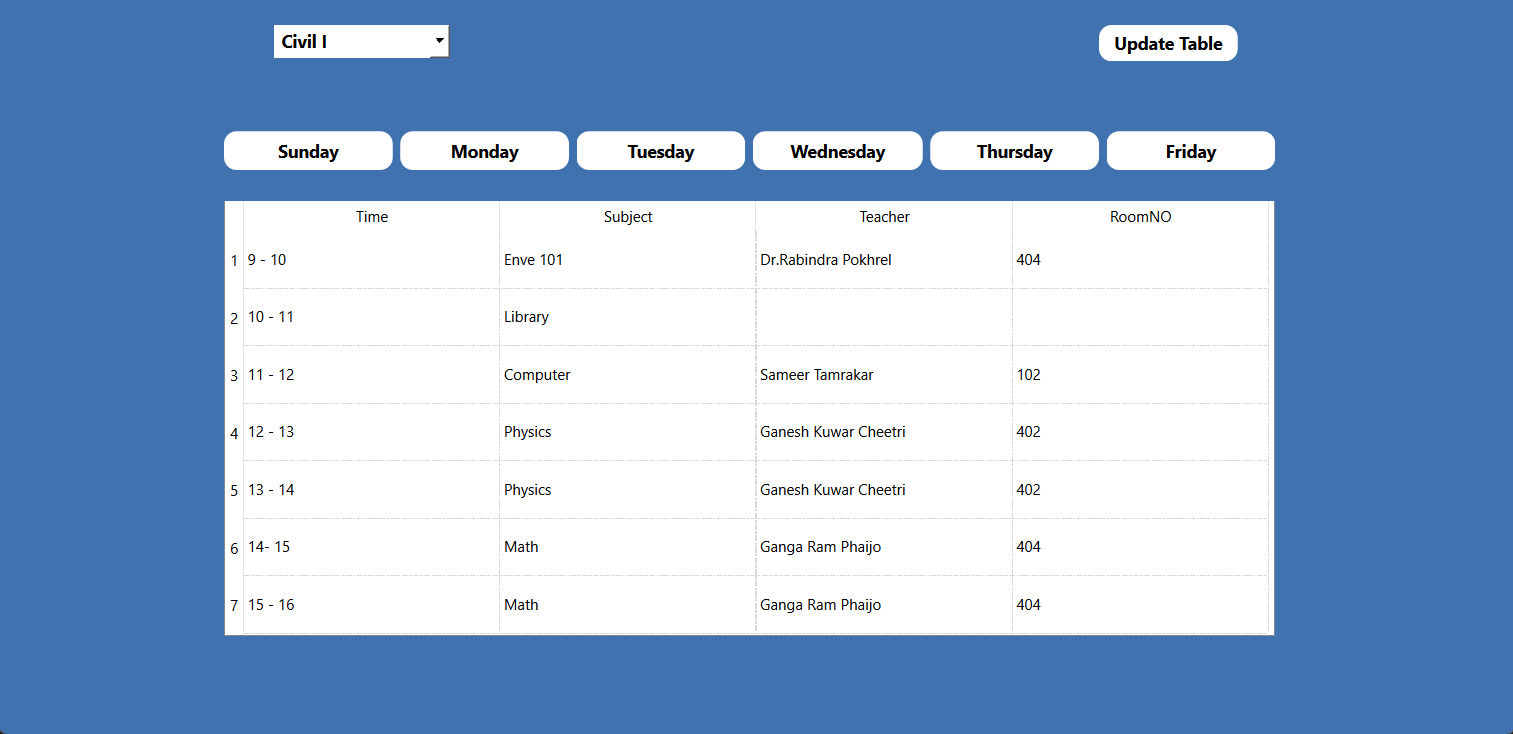 Civil I
Update Table
Sunday Monday Tuesday Wednesday Thursday Friday
Time Subject Teacher RoomNO
1 9 - 10 Enve 101 Dr.Rabindra Pokhrel 404
2 10 - 11 Library
3 11 - 12 Computer Sameer Tamrakar 102
4 12 - 13 Physics Ganesh Kuwar Cheetri 402
5 13 - 14 Physics Ganesh Kuwar Cheetri 402
6 14- 15 Math Ganga Ram Phaijo 404
7 15 - 16 Math Ganga Ram Phaijo 404